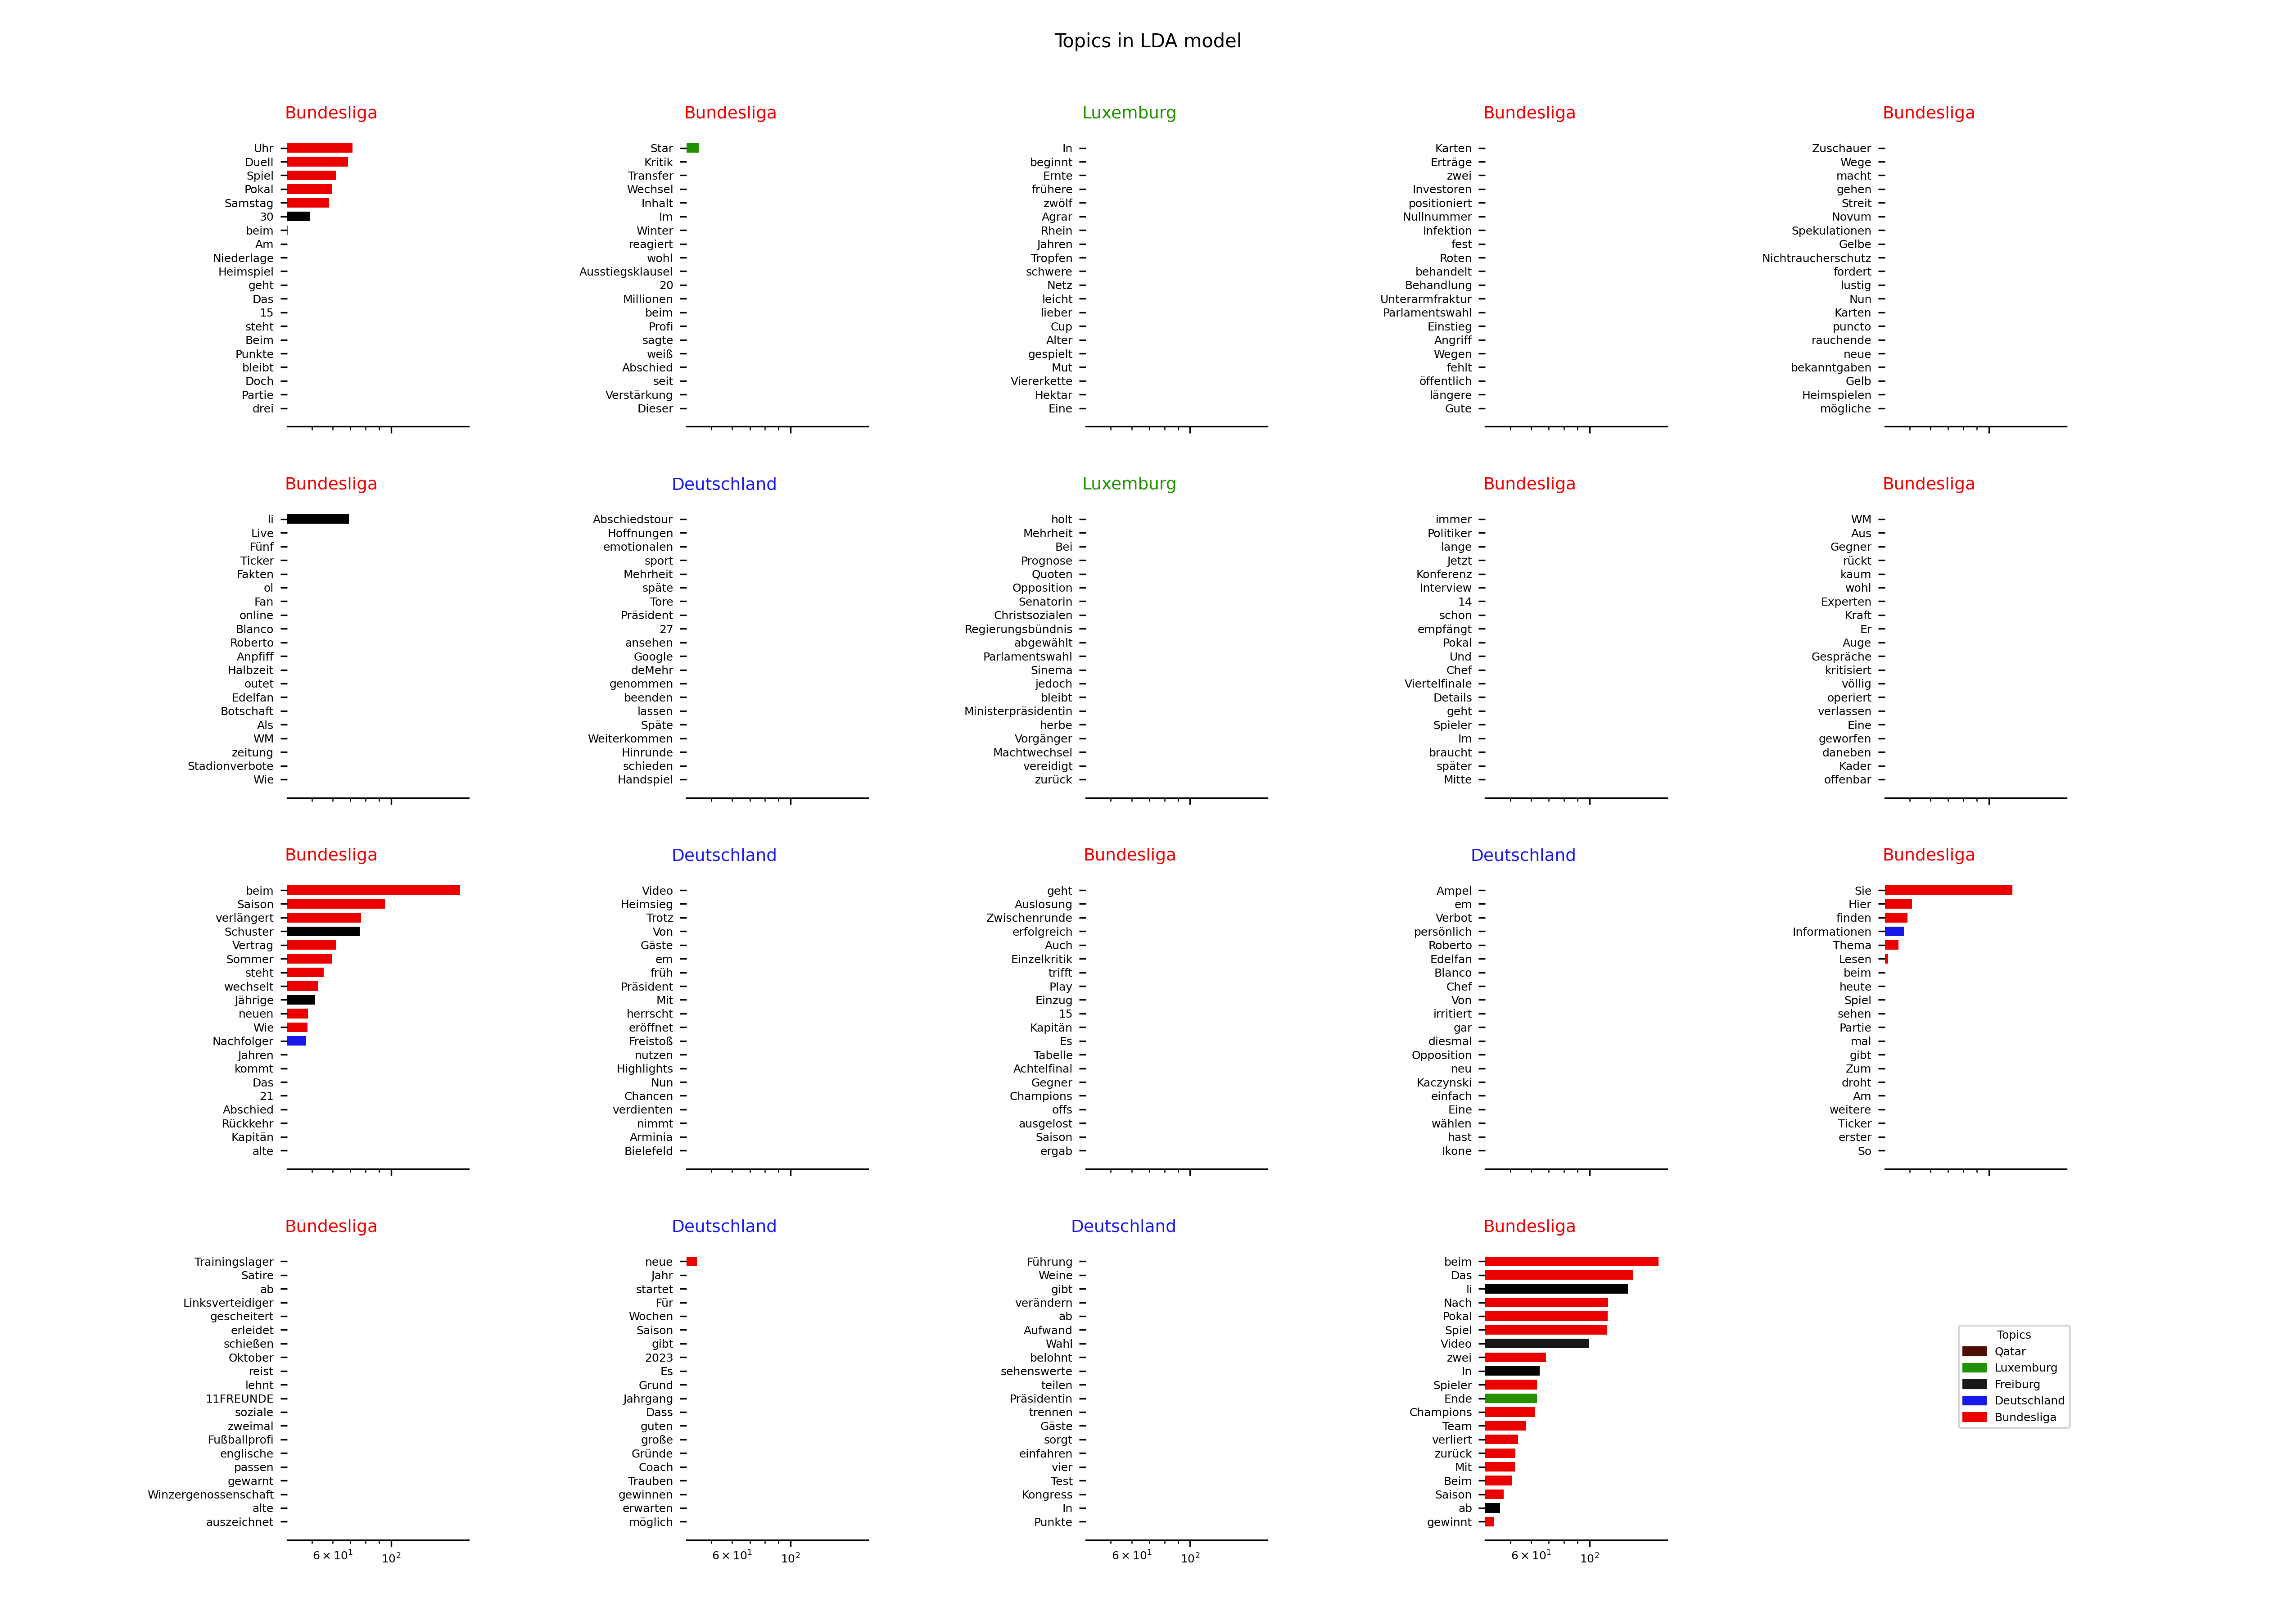 Topics in LDA model
Bundesliga
Uhr
Duell
Spiel
Pokal
Samstag
30
beim
Am
Niederlage
Heimspiel
geht
Das
15
steht
Beim
Punkte
bleibt
Doch
Partie
drei
Bundesliga
Star
Kritik
Transfer
Wechsel
Inhalt
Im
Winter
reagiert
wohl
Ausstiegsklausel
20
Millionen
beim
Profi
sagte
weiß
Abschied
seit
Verstärkung
Dieser
Luxemburg
In
beginnt
Ernte
frühere
zwölf
Agrar
Rhein
Jahren
Tropfen
schwere
Netz
leicht
lieber
Cup
Alter
gespielt
Mut
Viererkette
Hektar
Eine
Bundesliga
Karten
Erträge
zwei
Investoren
positioniert
Nullnummer
Infektion
fest
Roten
behandelt
Behandlung
Unterarmfraktur
Parlamentswahl
Einstieg
Angriff
Wegen
fehlt
öffentlich
längere
Gute
Bundesliga
Zuschauer
Wege
macht
gehen
Streit
Novum
Spekulationen
Gelbe
Nichtraucherschutz
fordert
lustig
Nun
Karten
puncto
rauchende
neue
bekanntgaben
Gelb
Heimspielen
mögliche
Bundesliga
li
Live
Fünf
Ticker
Fakten
ol
Fan
online
Blanco
Roberto
Anpfiff
Halbzeit
outet
Edelfan
Botschaft
Als
WM
zeitung
Stadionverbote
Wie
Deutschland
Abschiedstour
Hoffnungen
emotionalen
sport
Mehrheit
späte
Tore
Präsident
27
ansehen
Google
deMehr
genommen
beenden
lassen
Späte
Weiterkommen
Hinrunde
schieden
Handspiel
Luxemburg
holt
Mehrheit
Bei
Prognose
Quoten
Opposition
Senatorin
Christsozialen
Regierungsbündnis
abgewählt
Parlamentswahl
Sinema
jedoch
bleibt
Ministerpräsidentin
herbe
Vorgänger
Machtwechsel
vereidigt
zurück
Bundesliga
immer
Politiker
lange
Jetzt
Konferenz
Interview
14
schon
empfängt
Pokal
Und
Chef
Viertelfinale
Details
geht
Spieler
Im
braucht
später
Mitte
Bundesliga
WM
Aus
Gegner
rückt
kaum
wohl
Experten
Kraft
Er
Auge
Gespräche
kritisiert
völlig
operiert
verlassen
Eine
geworfen
daneben
Kader
offenbar
Bundesliga
beim
Saison
verlängert
Schuster
Vertrag
Sommer
steht
wechselt
Jährige
neuen
Wie
Nachfolger
Jahren
kommt
Das
21
Abschied
Rückkehr
Kapitän
alte
Deutschland
Video
Heimsieg
Trotz
Von
Gäste
em
früh
Präsident
Mit
herrscht
eröffnet
Freistoß
nutzen
Highlights
Nun
Chancen
verdienten
nimmt
Arminia
Bielefeld
Bundesliga
geht
Auslosung
Zwischenrunde
erfolgreich
Auch
Einzelkritik
trifft
Play
Einzug
15
Kapitän
Es
Tabelle
Achtelfinal
Gegner
Champions
offs
ausgelost
Saison
ergab
Deutschland
Ampel
em
Verbot
persönlich
Roberto
Edelfan
Blanco
Chef
Von
irritiert
gar
diesmal
Opposition
neu
Kaczynski
einfach
Eine
wählen
hast
Ikone
Bundesliga
Sie
Hier
finden
Informationen
Thema
Lesen
beim
heute
Spiel
sehen
Partie
mal
gibt
Zum
droht
Am
weitere
Ticker
erster
So
Bundesliga
Trainingslager
Satire
ab
Linksverteidiger
gescheitert
erleidet
schießen
Oktober
reist
lehnt
11FREUNDE
soziale
zweimal
Fußballprofi
englische
passen
gewarnt
Winzergenossenschaft
alte
auszeichnet
6 × 10¹ 10²
Deutschland
neue
Jahr
startet
Für
Wochen
Saison
gibt
2023
Es
Grund
Jahrgang
Dass
guten
große
Gründe
Coach
Trauben
gewinnen
erwarten
möglich
6 × 10¹ 10²
Deutschland
Führung
Weine
gibt
verändern
ab
Aufwand
Wahl
belohnt
sehenswerte
teilen
Präsidentin
trennen
Gäste
sorgt
einfahren
vier
Test
Kongress
In
Punkte
6 × 10¹ 10²
Bundesliga
beim
Das
li
Nach
Pokal
Spiel
Video
zwei
In
Spieler
Ende
Champions
Team
verliert
zurück
Mit
Beim
Saison
ab
gewinnt
6 × 10¹ 10²
Topics
Qatar
Luxemburg
Freiburg
Deutschland
Bundesliga